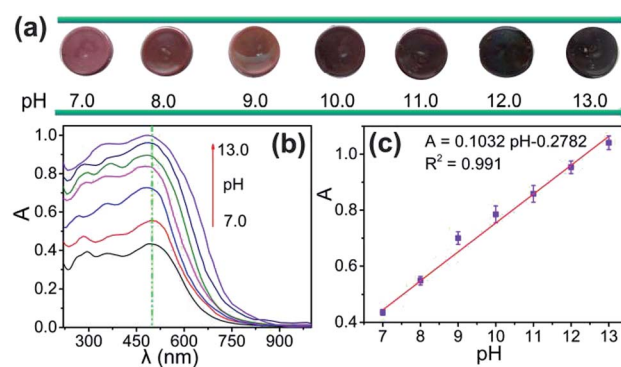 (a)
pH 7.0 8.0 9.0 10.0 11.0 12.0 13.0
(b)
1.0
0.8
0.6
0.4
0.2
0.0
A
13.0
pH
7.0
300 450 600 750 900
λ (nm)
(c)
A = 0.1032 pH-0.2782
R² = 0.991
1.0
0.8
0.6
0.4
A
7 8 9 10 11 12 13
pH